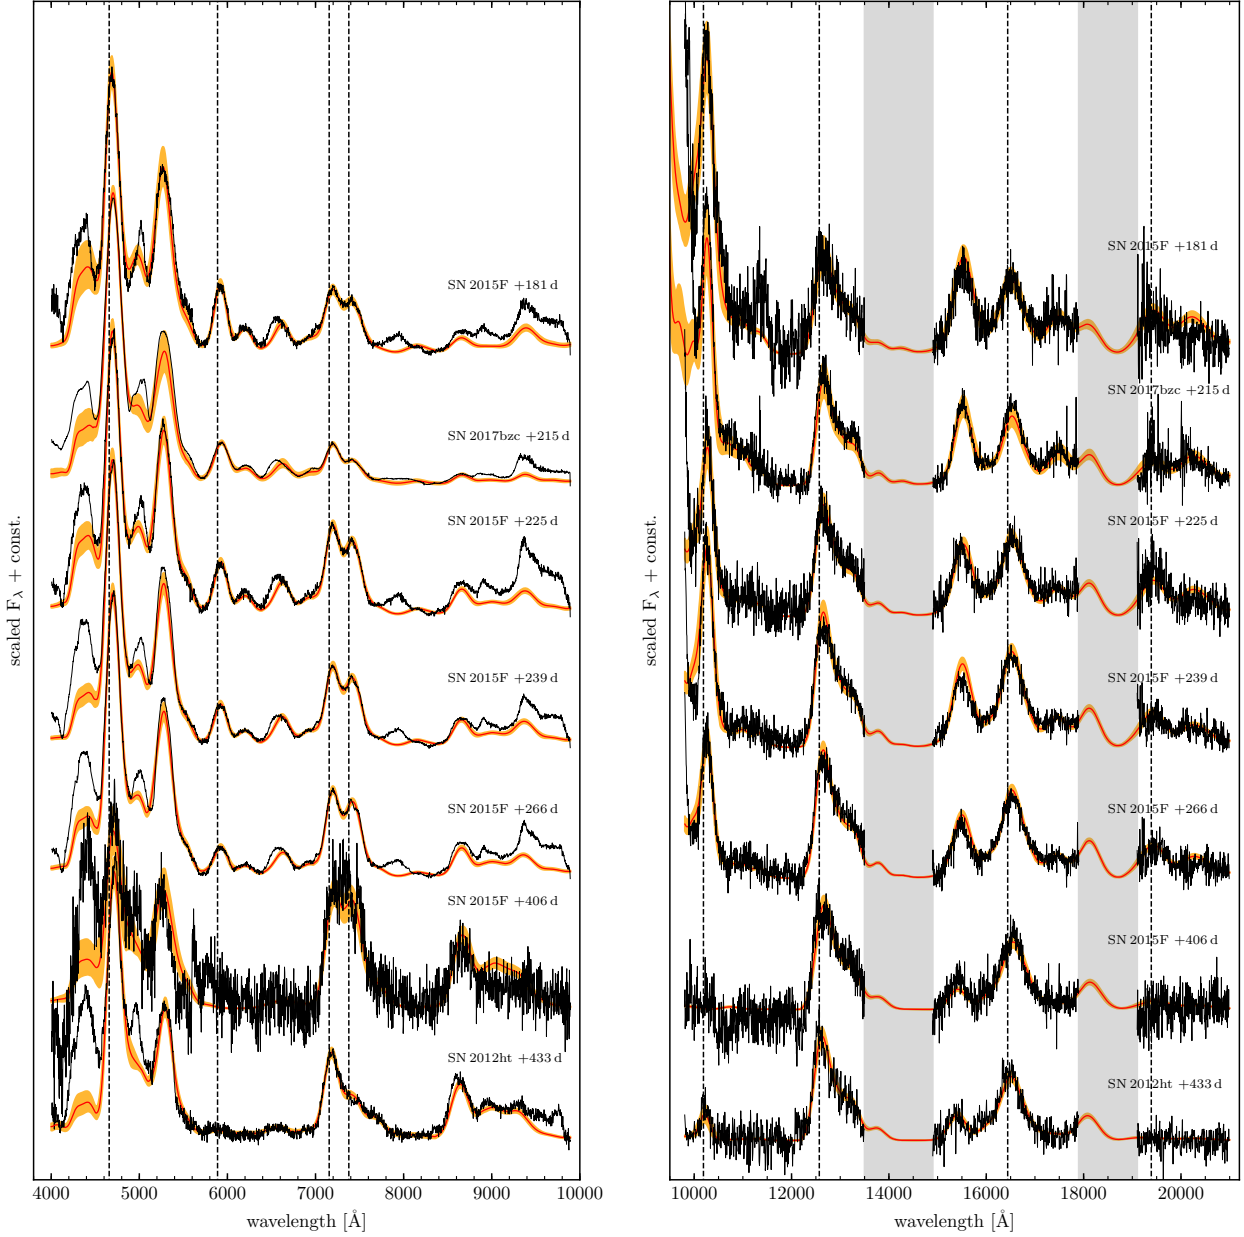 SN 2015F +181 d
SN 2017bzc +215 d
SN 2015F +225 d
SN 2015F +239 d
SN 2015F +266 d
SN 2015F +406 d
SN 2012ht +433 d
scaled F_λ + const.
4000 5000 6000 7000 8000 9000 10000
wavelength [Å]
SN 2015F +181 d
SN 2017bzc +215 d
SN 2015F +225 d
SN 2015F +239 d
SN 2015F +266 d
SN 2015F +406 d
SN 2012ht +433 d
scaled F_λ + const.
10000 12000 14000 16000 18000 20000
wavelength [Å]